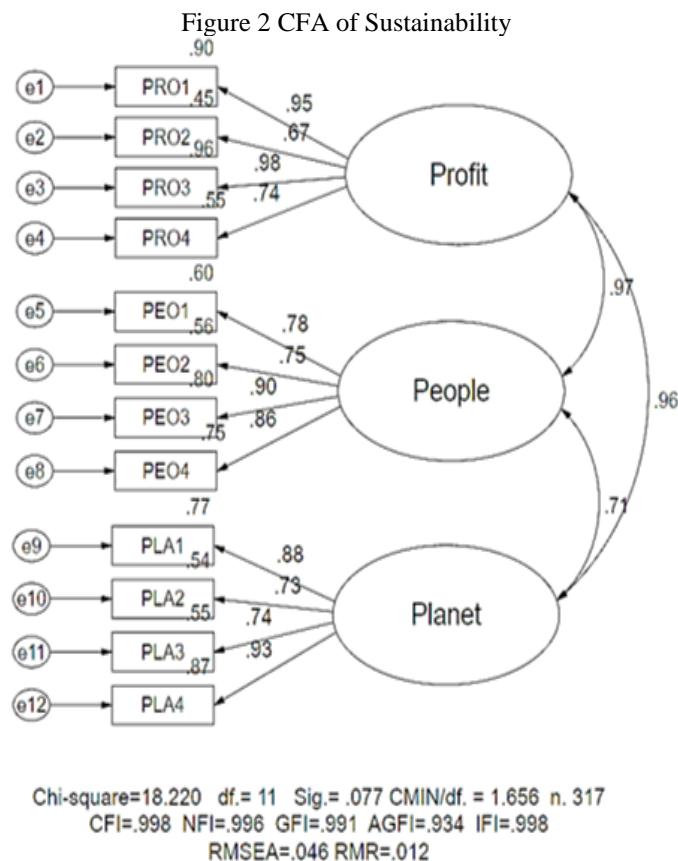 Figure 2 CFA of Sustainability
.90
e1 PRO1 .95
.45
e2 PRO2 .67
.96
e3 PRO3 .98
.55
e4 PRO4 .74
Profit
.60
e5 PEO1 .78
.56
e6 PEO2 .75
.80
e7 PEO3 .90
.75
e8 PEO4 .86
People
.77
e9 PLA1 .88
.54
e10 PLA2 .73
.55
e11 PLA3 .74
.87
e12 PLA4 .93
Planet
.97
.96
.71
Chi-square=18.220 df.= 11 Sig.= .077 CMIN/df. = 1.656 n. 317
CFI=.998 NFI=.996 GFI=.991 AGFI=.934 IFI=.998
RMSEA=.046 RMR=.012